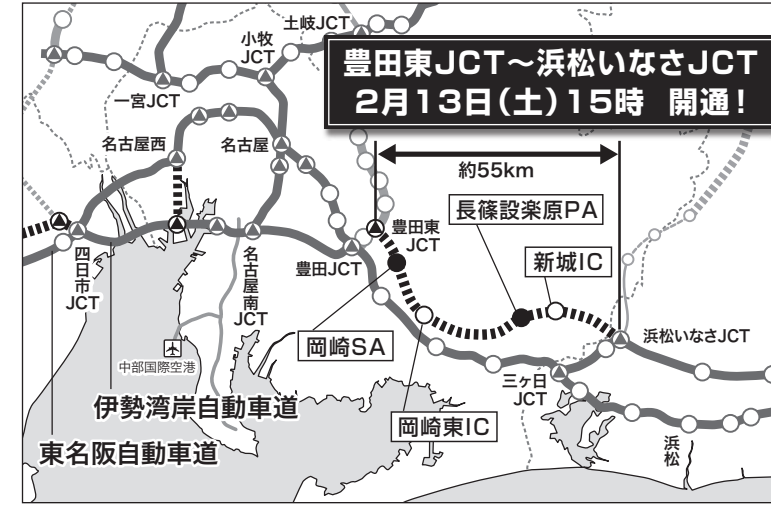 土岐JCT
小牧
JCT
豊田東JCT～浜松いなさJCT
2月13日(土)15時 開通!
一宮JCT
名古屋西
名古屋
約55km
長篠設楽原PA
豊田東
JCT
新城IC
四日市JCT
名古屋南JCT
豊田JCT
浜松いなさJCT
岡崎SA
中部国際空港
三ヶ日
JCT
伊勢湾岸自動車道
岡崎東IC
東名阪自動車道
浜松